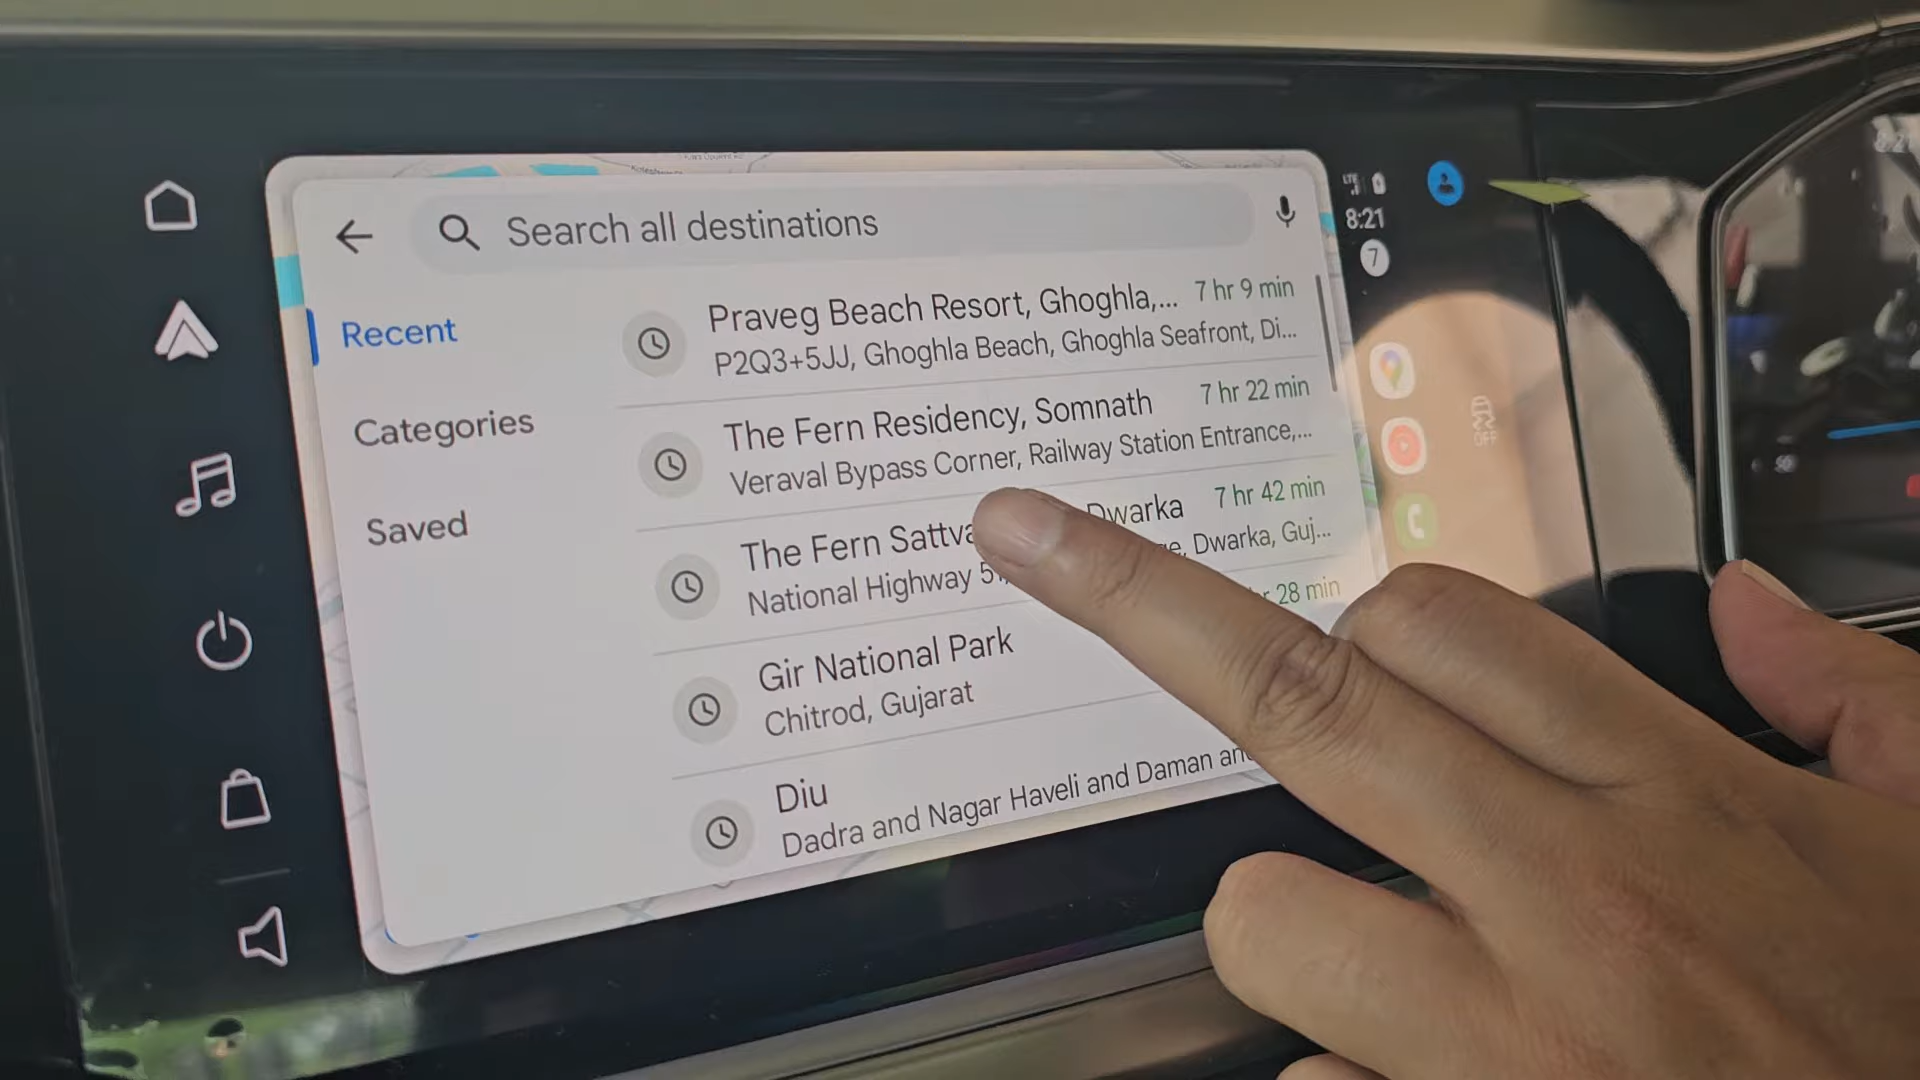 Search all destinations
LTE
8:21
7
Recent
Categories
Saved
Praveg Beach Resort, Ghoghla,... 7 hr 9 min
P2Q3+5JJ, Ghoghla Beach, Ghoghla Seafront, Di...
The Fern Residency, Somnath 7 hr 22 min
Veraval Bypass Corner, Railway Station Entrance,...
The Fern Sattva Dwarka 7 hr 42 min
National Highway Dwarka, Guj...
28 min
Gir National Park
Chitrod, Gujarat
Diu
Dadra and Nagar Haveli and Daman
OFF
50